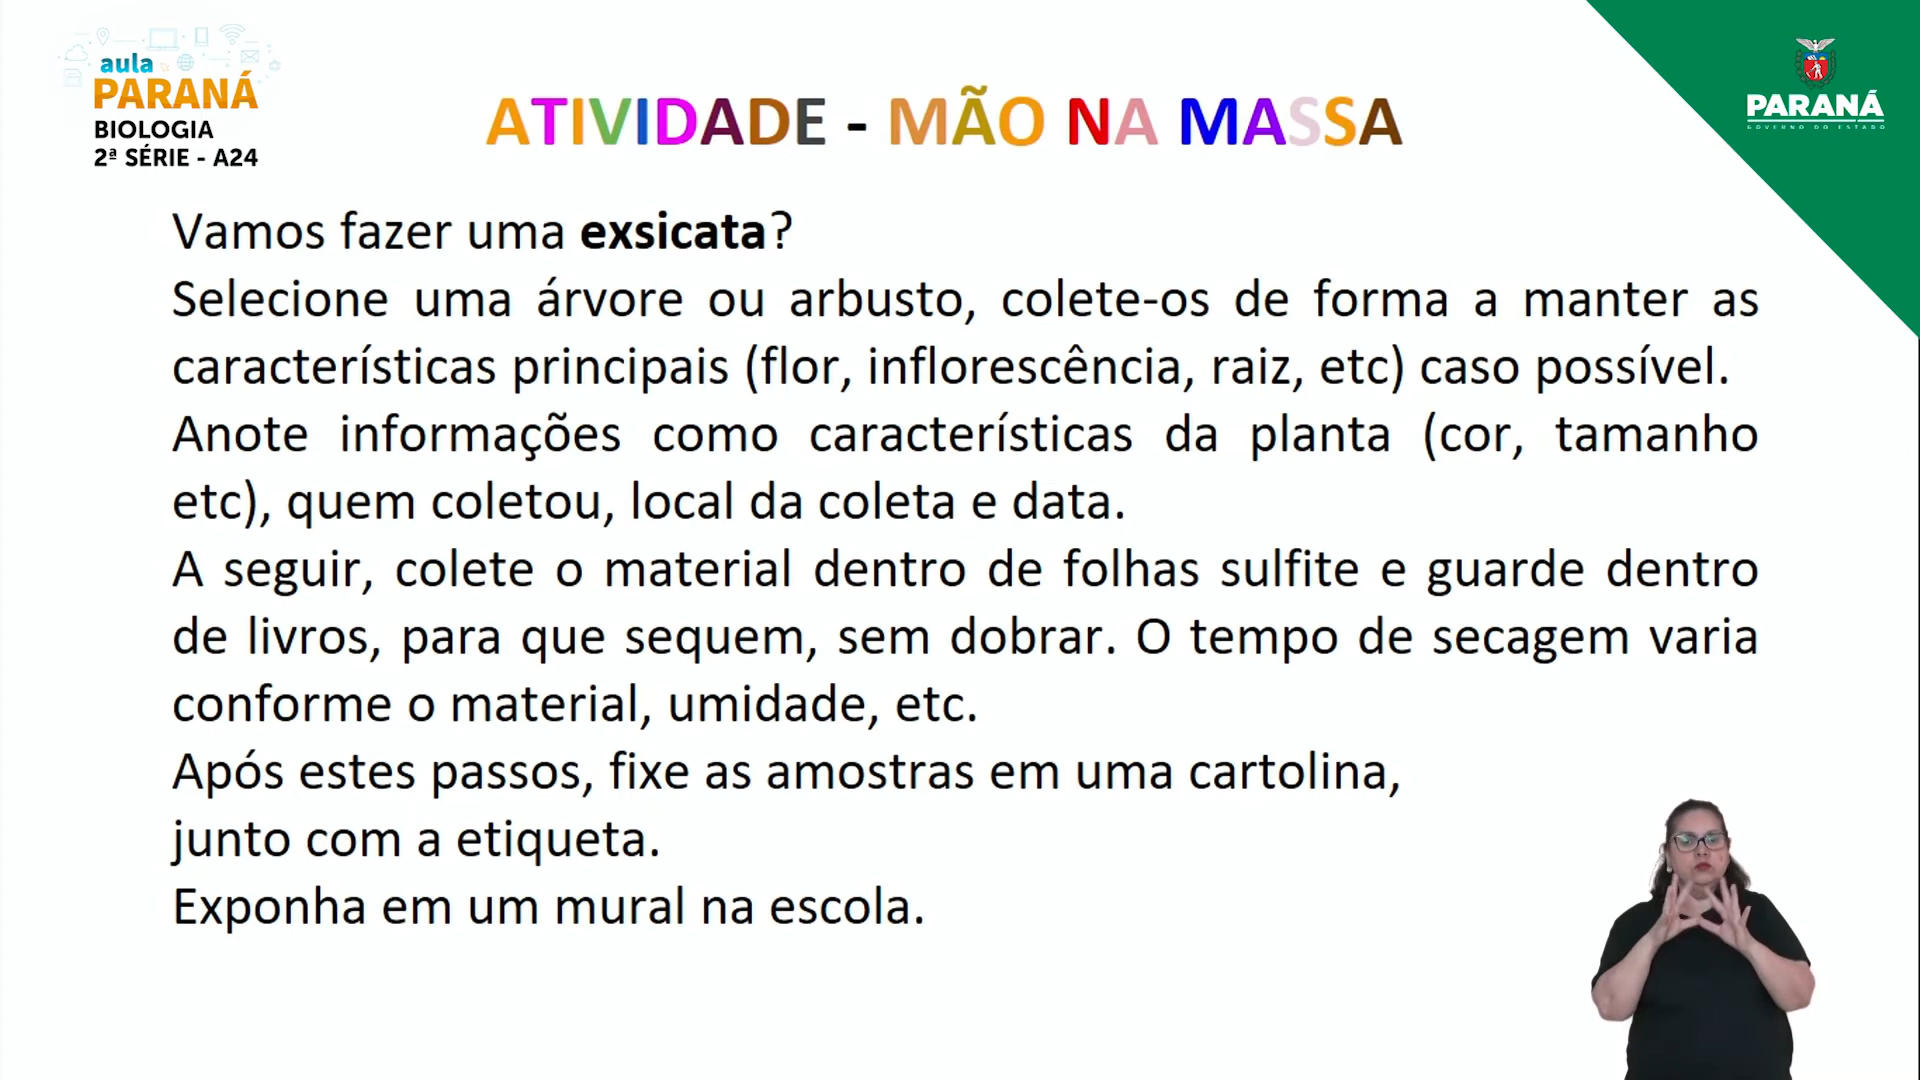 aula
PARANÁ
BIOLOGIA
2ª SÉRIE - A24
ATIVIDADE - MÃO NA MASSA
PARANÁ
GOVERNO DO ESTADO
Vamos fazer uma exsicata?
Selecione uma árvore ou arbusto, colete-os de forma a manter as
características principais (flor, inflorescência, raiz, etc) caso possível.
Anote informações como características da planta (cor, tamanho
etc), quem coletou, local da coleta e data.
A seguir, colete o material dentro de folhas sulfite e guarde dentro
de livros, para que sequem, sem dobrar. O tempo de secagem varia
conforme o material, umidade, etc.
Após estes passos, fixe as amostras em uma cartolina,
junto com a etiqueta.
Exponha em um mural na escola.